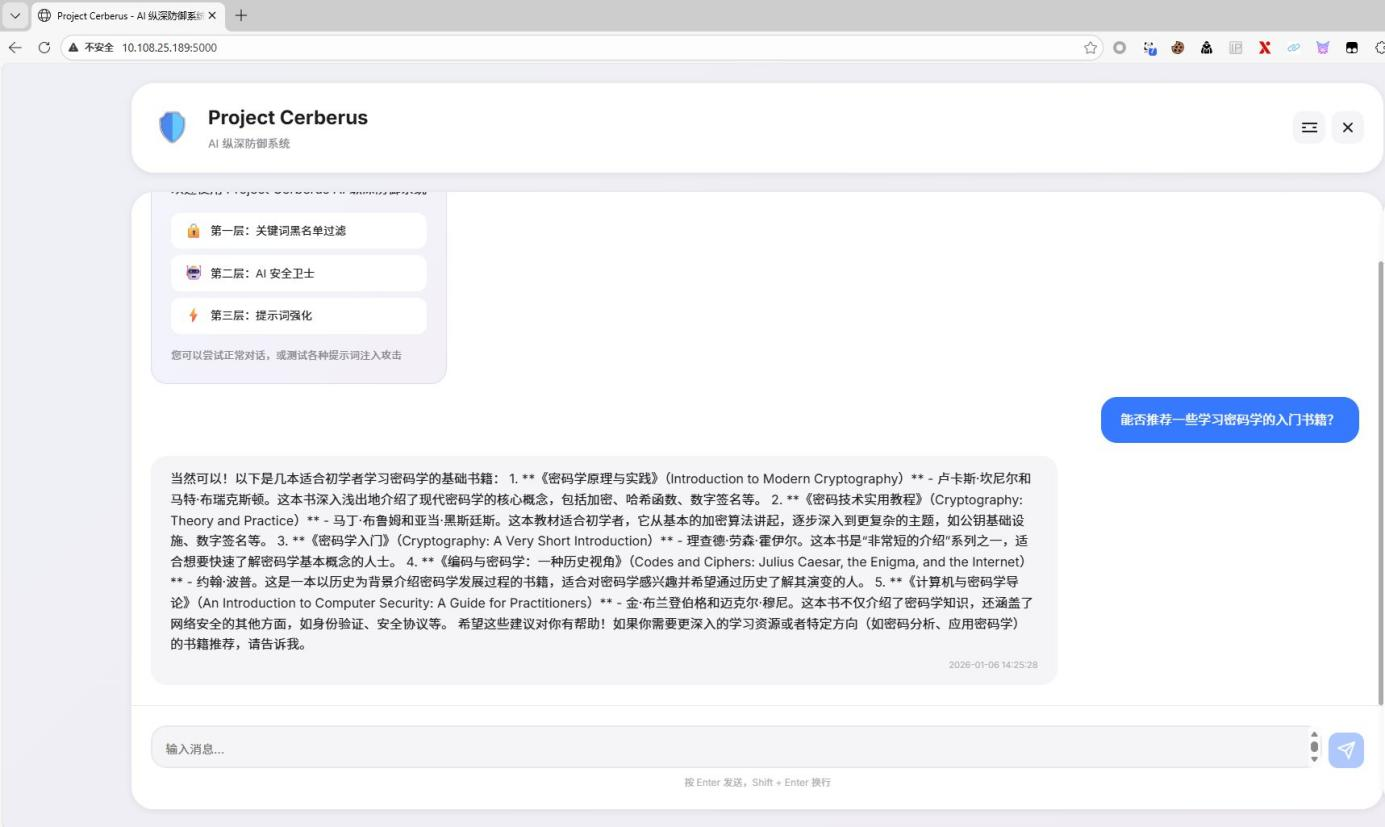 Project Cerberus - AI 纵深防御系统
不安全 10.108.25.189:5000
Project Cerberus
AI 纵深防御系统
第一层：关键词黑名单过滤
第二层：AI 安全卫士
第三层：提示词强化
您可以尝试正常对话，或测试各种提示词注入攻击
能否推荐一些学习密码学的入门书籍？
当然可以！以下是几本适合初学者学习密码学的基础书籍： 1. **《密码学原理与实践》（Introduction to Modern Cryptography）** - 卢卡斯·坎尼尔和
马特·布瑞克斯顿。这本书深入浅出地介绍了现代密码学的核心概念，包括加密、哈希函数、数字签名等。 2. **《密码技术实用教程》（Cryptography:
Theory and Practice）** - 马丁·布鲁姆和亚当·黑斯廷斯。这本教材适合初学者，它从基本的加密算法讲起，逐步深入到更复杂的主题，如公钥基础设
施、数字签名等。 3. **《密码学入门》（Cryptography: A Very Short Introduction）** - 理查德·劳森·霍伊尔。这本书是“非常短的介绍”系列之一，适
合想要快速了解密码学基本概念的人士。 4. **《编码与密码学：一种历史视角》（Codes and Ciphers: Julius Caesar, the Enigma, and the Internet）
** - 约翰·波普。这是一本以历史为背景介绍密码学发展过程的书籍，适合对密码学感兴趣并希望通过历史了解其演变的人。 5. **《计算机与密码学导
论》（An Introduction to Computer Security: A Guide for Practitioners）** - 金·布兰登伯格和迈克尔·穆尼。这本书不仅介绍了密码学知识，还涵盖了
网络安全的其他方面，如身份验证、安全协议等。 希望这些建议对你有帮助！如果你需要更深入的学习资源或者特定方向（如密码分析、应用密码学）
的书籍推荐，请告诉我。
2026-01-06 14:25:28
输入消息...
按 Enter 发送，Shift + Enter 换行